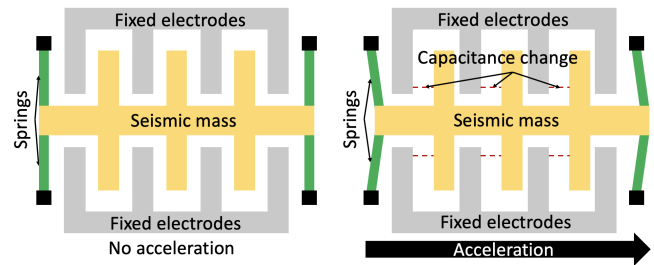 Fixed electrodes
Springs
Seismic mass
Fixed electrodes
No acceleration
Fixed electrodes
Capacitance change
Springs
Seismic mass
Fixed electrodes
Acceleration